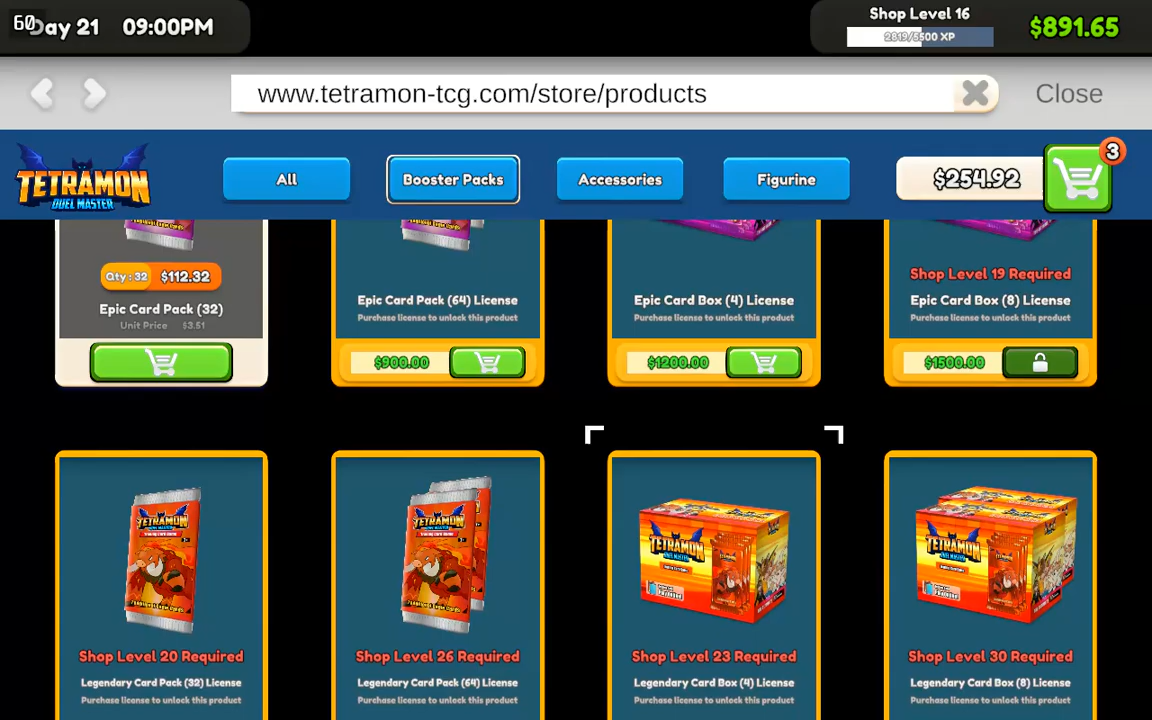 60
Day 21 09:00PM
Shop Level 16
2819/5500 XP
$891.65
www.tetramon-tcg.com/store/products
Close
TETRAMON
DUEL MASTER
All
Booster Packs
Accessories
Figurine
$254.92
3
Qty : 32 $112.32
Epic Card Pack (32)
Unit Price $3.51
Epic Card Pack (64) License
Purchase license to unlock this product
$900.00
Epic Card Box (4) License
Purchase license to unlock this product
$1200.00
Shop Level 19 Required
Epic Card Box (8) License
Purchase license to unlock this product
$1500.00
TETRAMON
TETRAMON
TETRAMON
TETRAMON
Shop Level 20 Required
Legendary Card Pack (32) License
Purchase license to unlock this product
Shop Level 26 Required
Legendary Card Pack (64) License
Purchase license to unlock this product
Shop Level 23 Required
Legendary Card Box (4) License
Purchase license to unlock this product
Shop Level 30 Required
Legendary Card Box (8) License
Purchase license to unlock this product